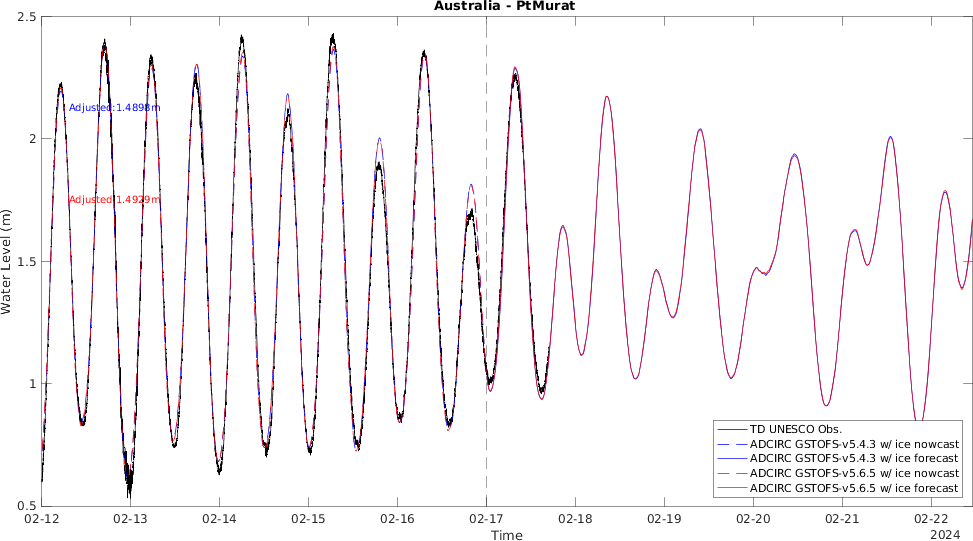 Australia - PtMurat
Water Level (m)
2.5
2
1.5
1
0.5
Adjusted:1.4898m
Adjusted:1.4929m
TD UNESCO Obs.
ADCIRC GSTOFS-v5.4.3 w/ ice nowcast
ADCIRC GSTOFS-v5.4.3 w/ ice forecast
ADCIRC GSTOFS-v5.6.5 w/ ice nowcast
ADCIRC GSTOFS-v5.6.5 w/ ice forecast
02-12 02-13 02-14 02-15 02-16 02-17 02-18 02-19 02-20 02-21 02-22
Time
2024